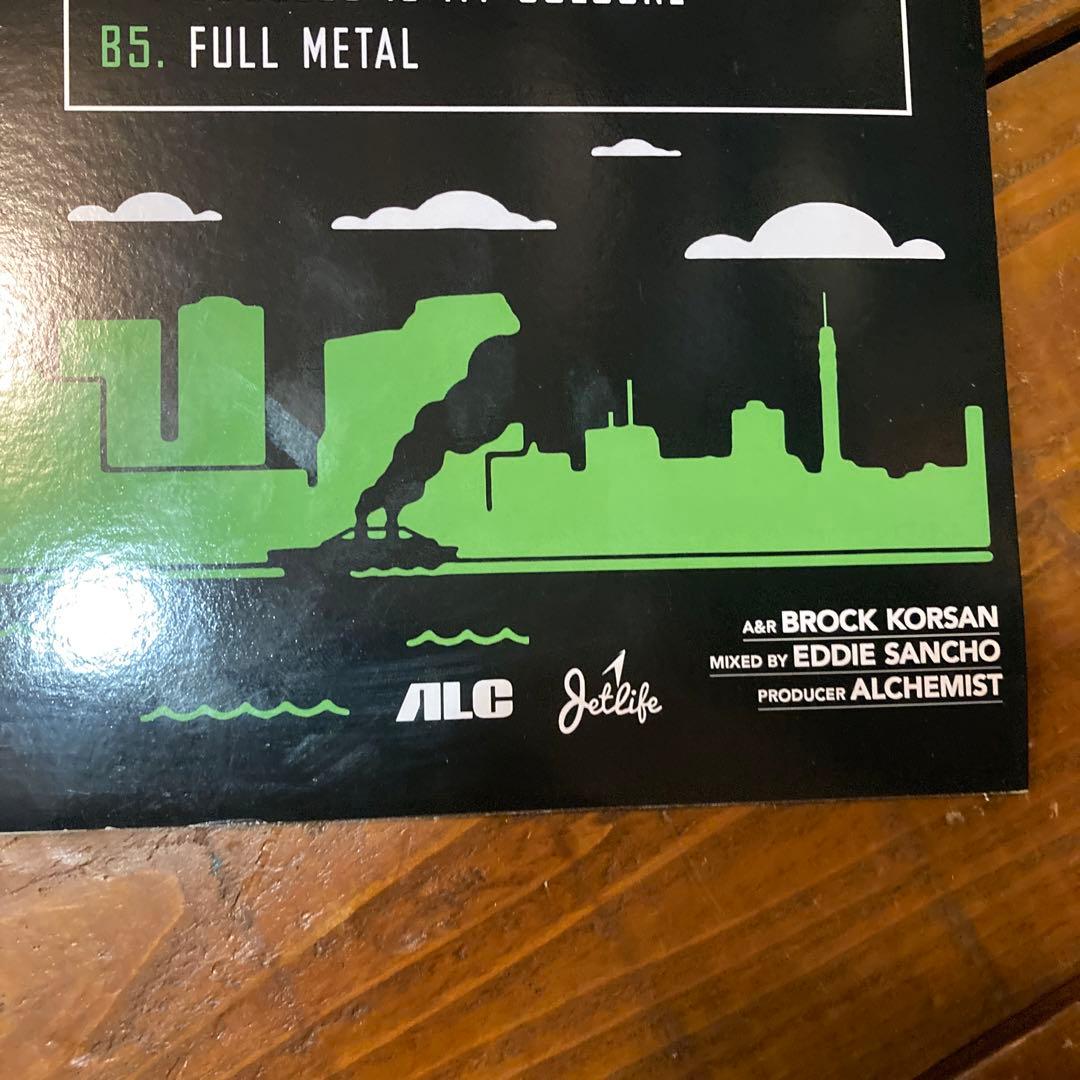 B5. FULL METAL
A&R BROCK KORSAN
MIXED BY EDDIE SANCHO
PRODUCER ALCHEMIST
ALC
Jetlife